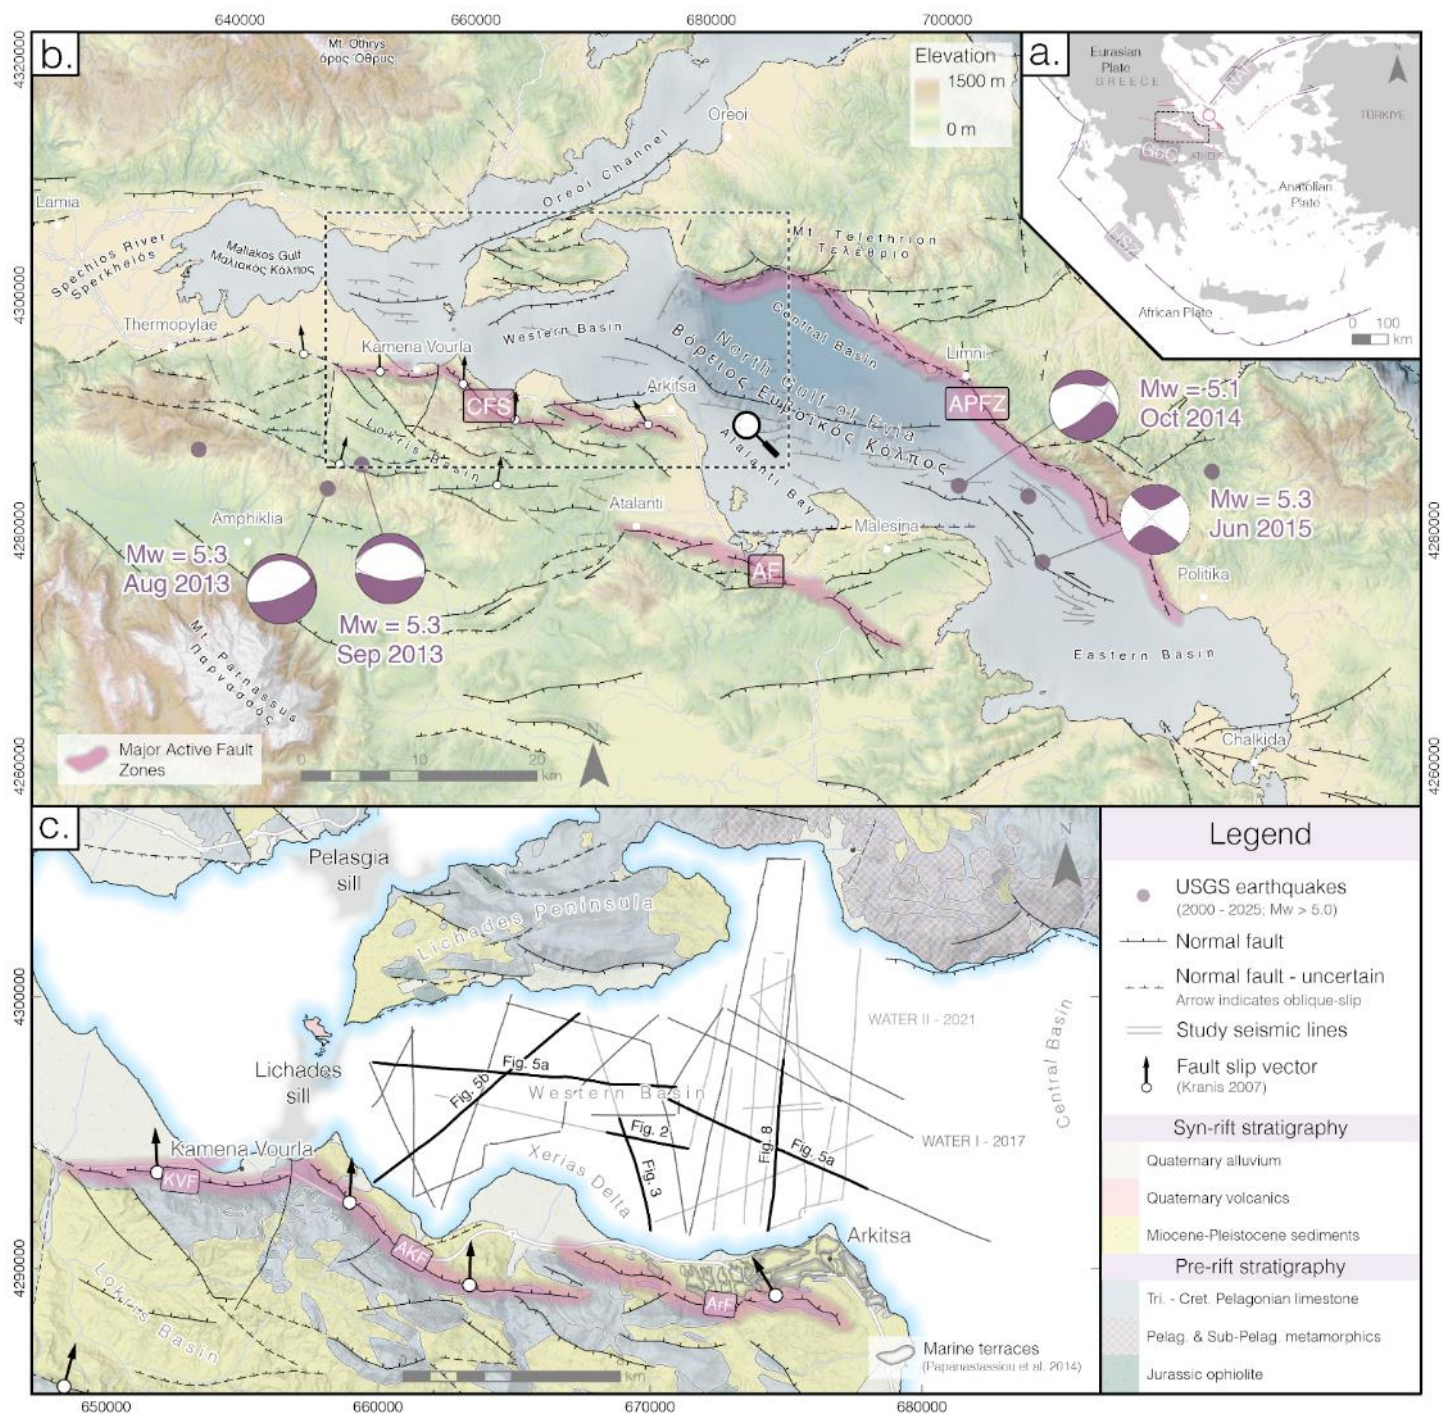 640000
660000
680000
700000
b.
Mt. Othrys
όρος Όθρυς
Elevation
1500 m
0 m
a.
Eurasian
Plate
GREECE
NAF
N
TÜRKIYE
GoC
ATHENS
Anatolian
Plate
HSZ
African Plate
0 100
km
4320000
4300000
4280000
4260000
4280000
4260000
Oreoi
Oreoi Channel
Lamia
Spechios River
Sperkheiós
Maliakos Gulf
Μαλιακός Κόλπος
Mt. Telethrion
Τελέθριο
Thermopylae
Kamena Vourla
Western Basin
Central Basin
North Gulf of Evia
Βόρειος Ευβοϊκός Κόλπος
Limni
Arkitsa
CFS
APFZ
Mw = 5.1
Oct 2014
Lokris Basin
Atalanti Bay
Atalanti
Amphiklia
Malesina
Mw = 5.3
Jun 2015
Mw = 5.3
Aug 2013
AF
Politika
Mw = 5.3
Sep 2013
Mt. Parnassus
Παρνασσός
Eastern Basin
Chalkida
Major Active Fault
Zones
0 10 20
km
N
c.
Pelasgia
sill
N
Lichades Peninsula
4300000
4290000
WATER II - 2021
Central Basin
Lichades
sill
Fig. 5a
Fig. 5b
Western Basin
Fig. 2
Fig. 8
WATER I - 2017
Fig. 5a
Kamena Vourla
Xerias Delta
Fig. 3
KVF
AKF
Arkitsa
ArF
Lokris Basin
Marine terraces
(Papanastassiou et al. 2014)
km
650000
660000
670000
680000
Legend
USGS earthquakes
(2000 - 2025; Mw > 5.0)
Normal fault
Normal fault - uncertain
Arrow indicates oblique-slip
Study seismic lines
Fault slip vector
(Kranis 2007)
Syn-rift stratigraphy
Quaternary alluvium
Quaternary volcanics
Miocene-Pleistocene sediments
Pre-rift stratigraphy
Tri. - Cret. Pelagonian limestone
Pelag. & Sub-Pelag. metamorphics
Jurassic ophiolite